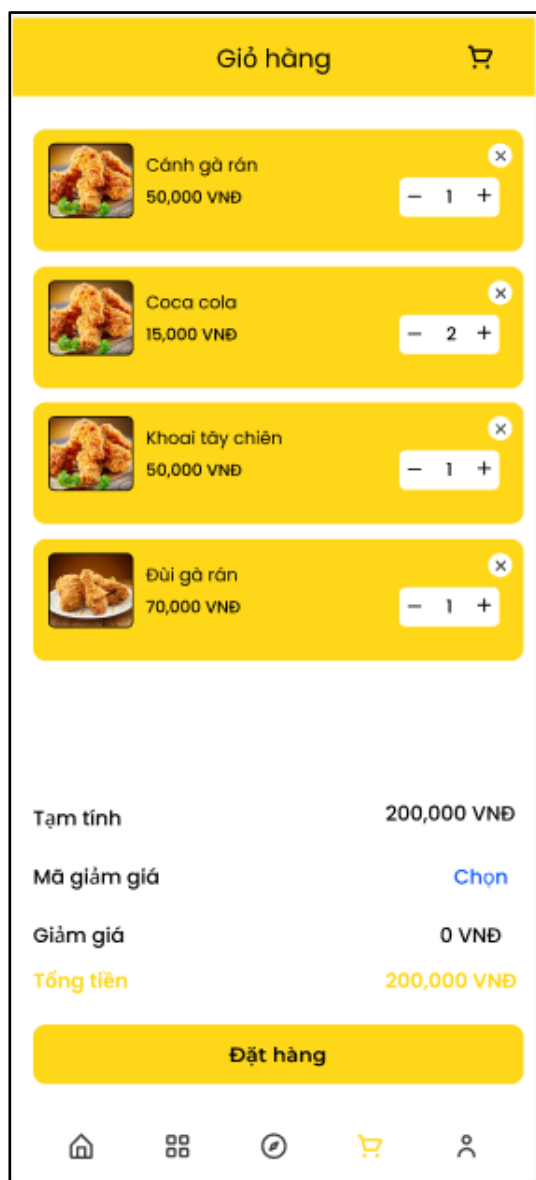 Giỏ hàng
Cánh gà rán
50,000 VNĐ
− 1 +
Coca cola
15,000 VNĐ
− 2 +
Khoai tây chiên
50,000 VNĐ
− 1 +
Đùi gà rán
70,000 VNĐ
− 1 +
Tạm tính 200,000 VNĐ
Mã giảm giá Chọn
Giảm giá 0 VNĐ
Tổng tiền 200,000 VNĐ
Đặt hàng